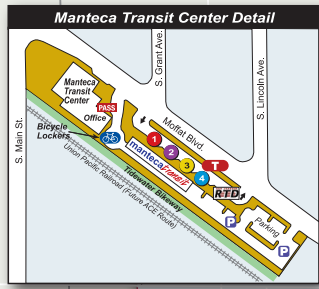 Manteca Transit Center Detail
S. Grant Ave.
S. Lincoln Ave.
Manteca
Transit
Center
PASS
Office
Moffat Blvd.
Bicycle
Lockers
S. Main St.
1
2
3
4
T
mantecatransit
RTD
Tidewater Bikeway
Union Pacific Railroad (Future ACE Route)
Parking
P
P